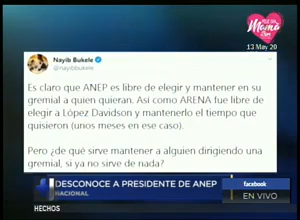 FELIZ
Mamá
13 May 20
Nayib Bukele
@nayibbukele
Es claro que ANEP es libre de elegir y mantener en su
gremial a quien quieran. Así como ARENA fue libre de
elegir a López Davidson y mantenerlo el tiempo que
quisieron (unos meses en ese caso).
Pero ¿de qué sirve mantener a alguien dirigiendo una
gremial, si ya no sirve de nada?
DESCONOCE A PRESIDENTE DE ANEP
NACIONAL
facebook
EN VIVO
HECHOS